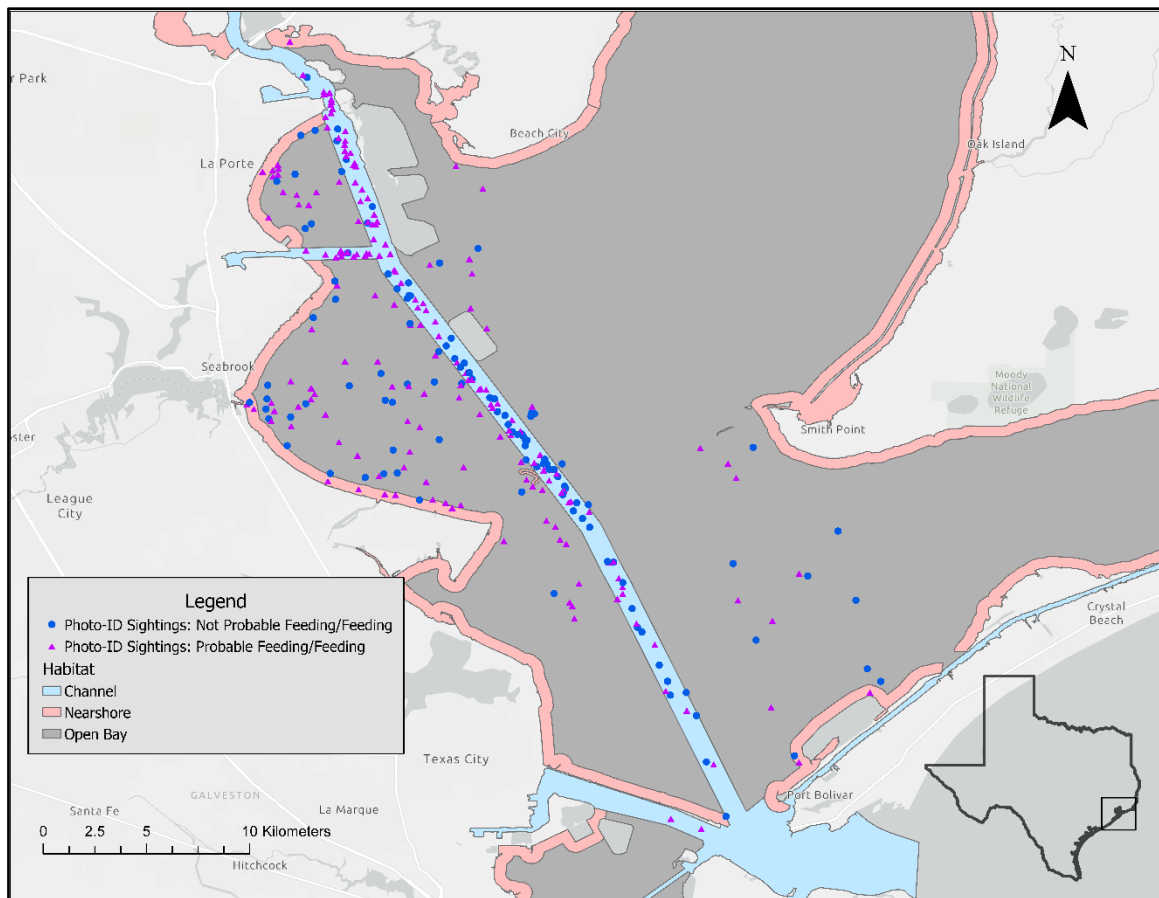 N
r Park
Beach City
Oak Island
La Porte
Seabrook
Moody
National
Wildlife
Refuge
Smith Point
oster
League
City
Legend
Photo-ID Sightings: Not Probable Feeding/Feeding
Photo-ID Sightings: Probable Feeding/Feeding
Habitat
Channel
Nearshore
Open Bay
Crystal
Beach
Texas City
Port Bolivar
GALVESTON
Santa Fe
La Marque
0 2.5 5 10 Kilometers
Hitchcock